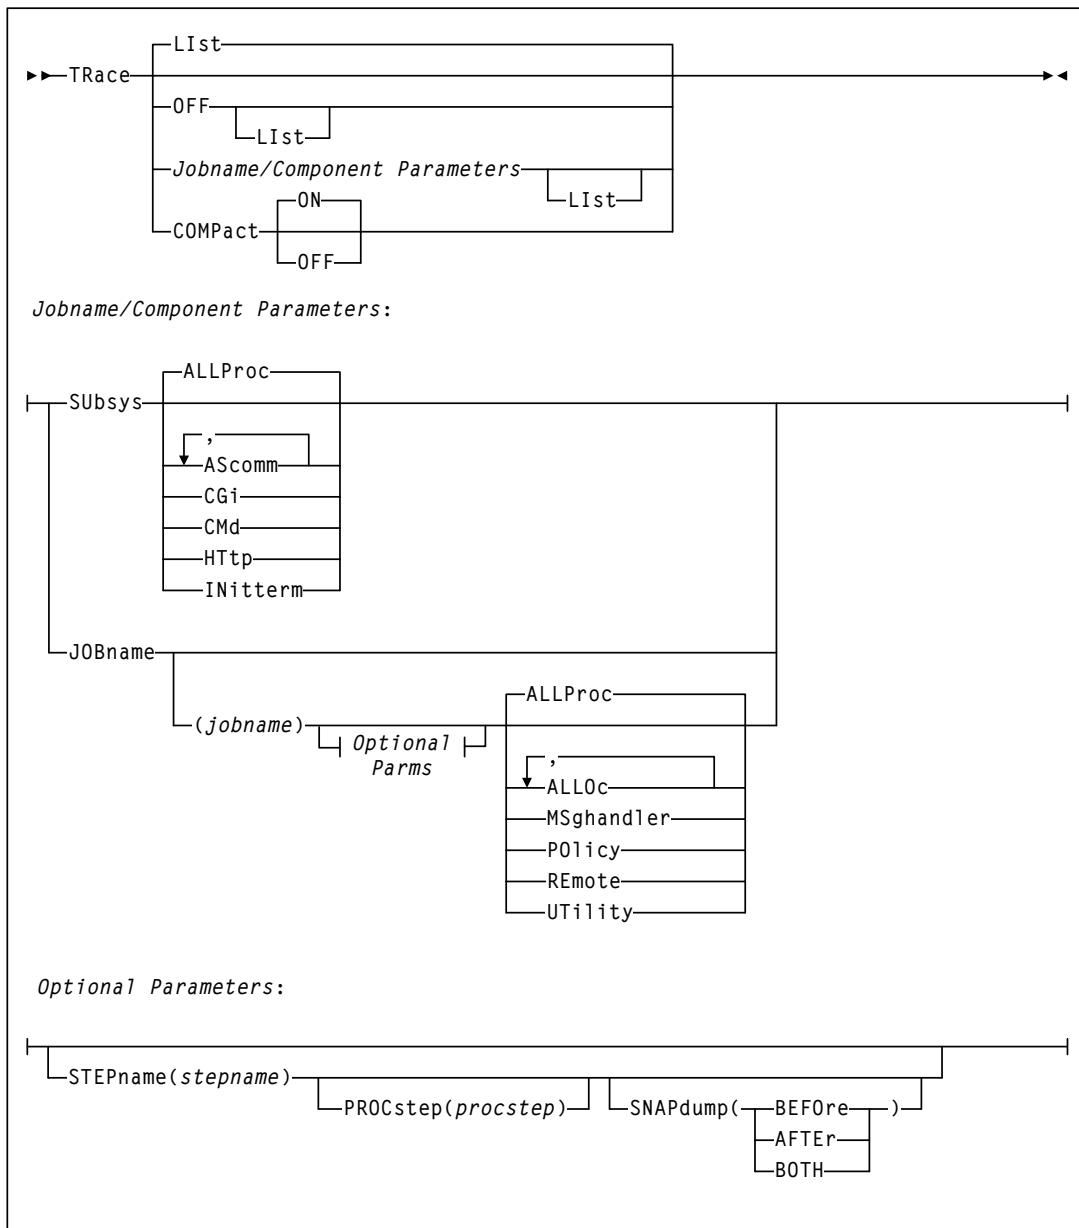 LIst
TRace
OFF
LIst
Jobname/Component Parameters
LIst
ON
COMPact
OFF
Jobname/Component Parameters:
ALLProc
SUbsys
,
AScomm
CGi
CMd
HTtp
INitterm
JOBname
ALLProc
(jobname)
Optional
Parms
,
ALLOc
MSghandler
POlicy
REmote
UTility
Optional Parameters:
STEPname(stepname)
PROCstep(procstep)
SNAPdump( BEFOre )
AFTEr
BOTH